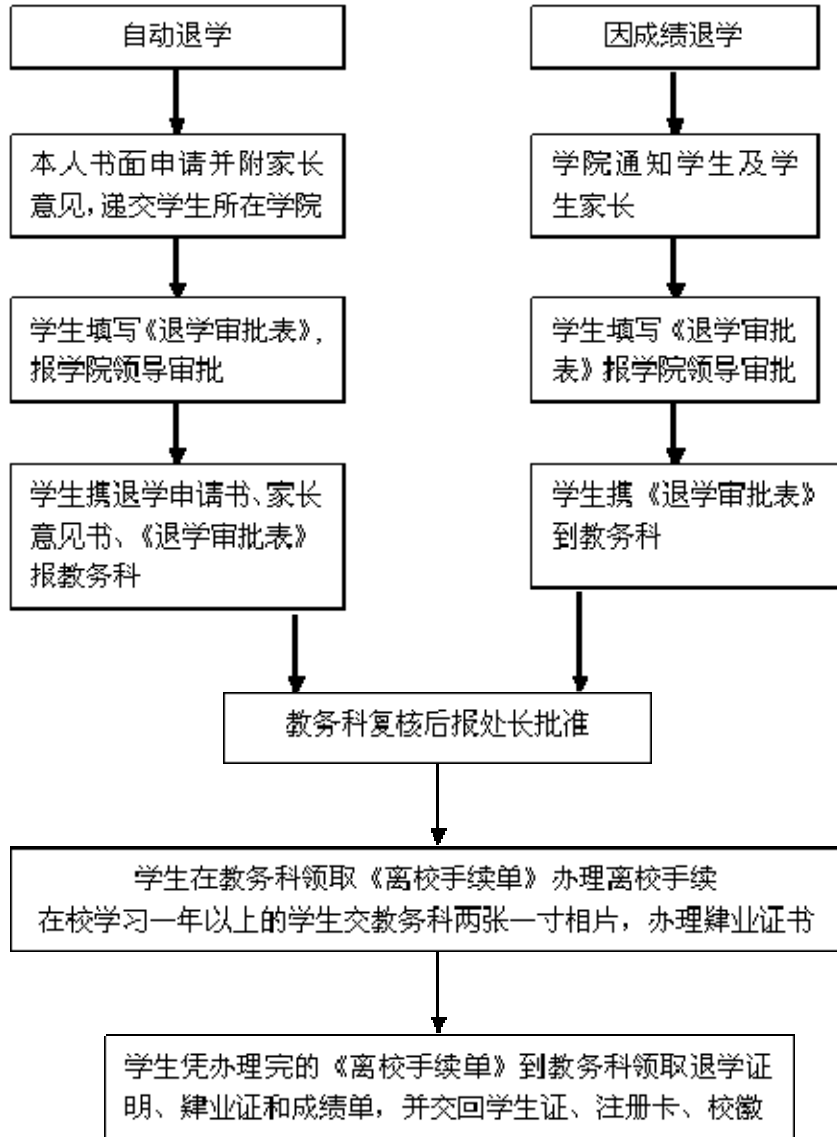 自动退学
本人书面申请并附家长
意见，递交学生所在学院
学生填写《退学审批表》，
报学院领导审批
学生携退学申请书、家长
意见书、《退学审批表》
报教务科
因成绩退学
学院通知学生及学
生家长
学生填写《退学审批
表》报学院领导审批
学生携《退学审批表》
到教务科
教务科复核后报处长批准
学生在教务科领取《离校手续单》办理离校手续
在校学习一年以上的学生交教务科两张一寸相片，办理肄业证书
学生凭办理完的《离校手续单》到教务科领取退学证
明、肄业证和成绩单，并交回学生证、注册卡、校徽